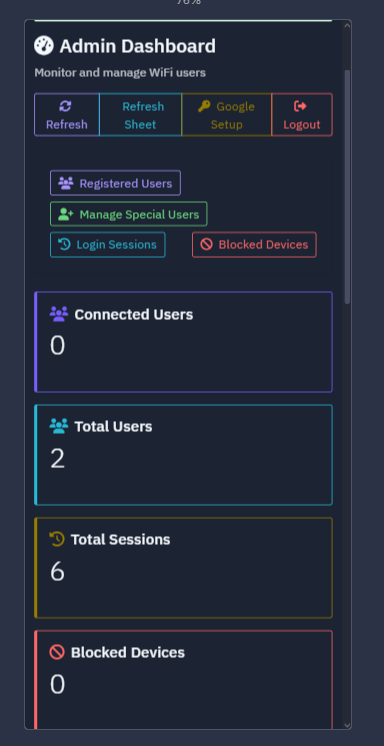 76%
Admin Dashboard
Monitor and manage WiFi users
Refresh
Refresh Sheet
Google Setup
Logout
Registered Users
Manage Special Users
Login Sessions
Blocked Devices
Connected Users
0
Total Users
2
Total Sessions
6
Blocked Devices
0